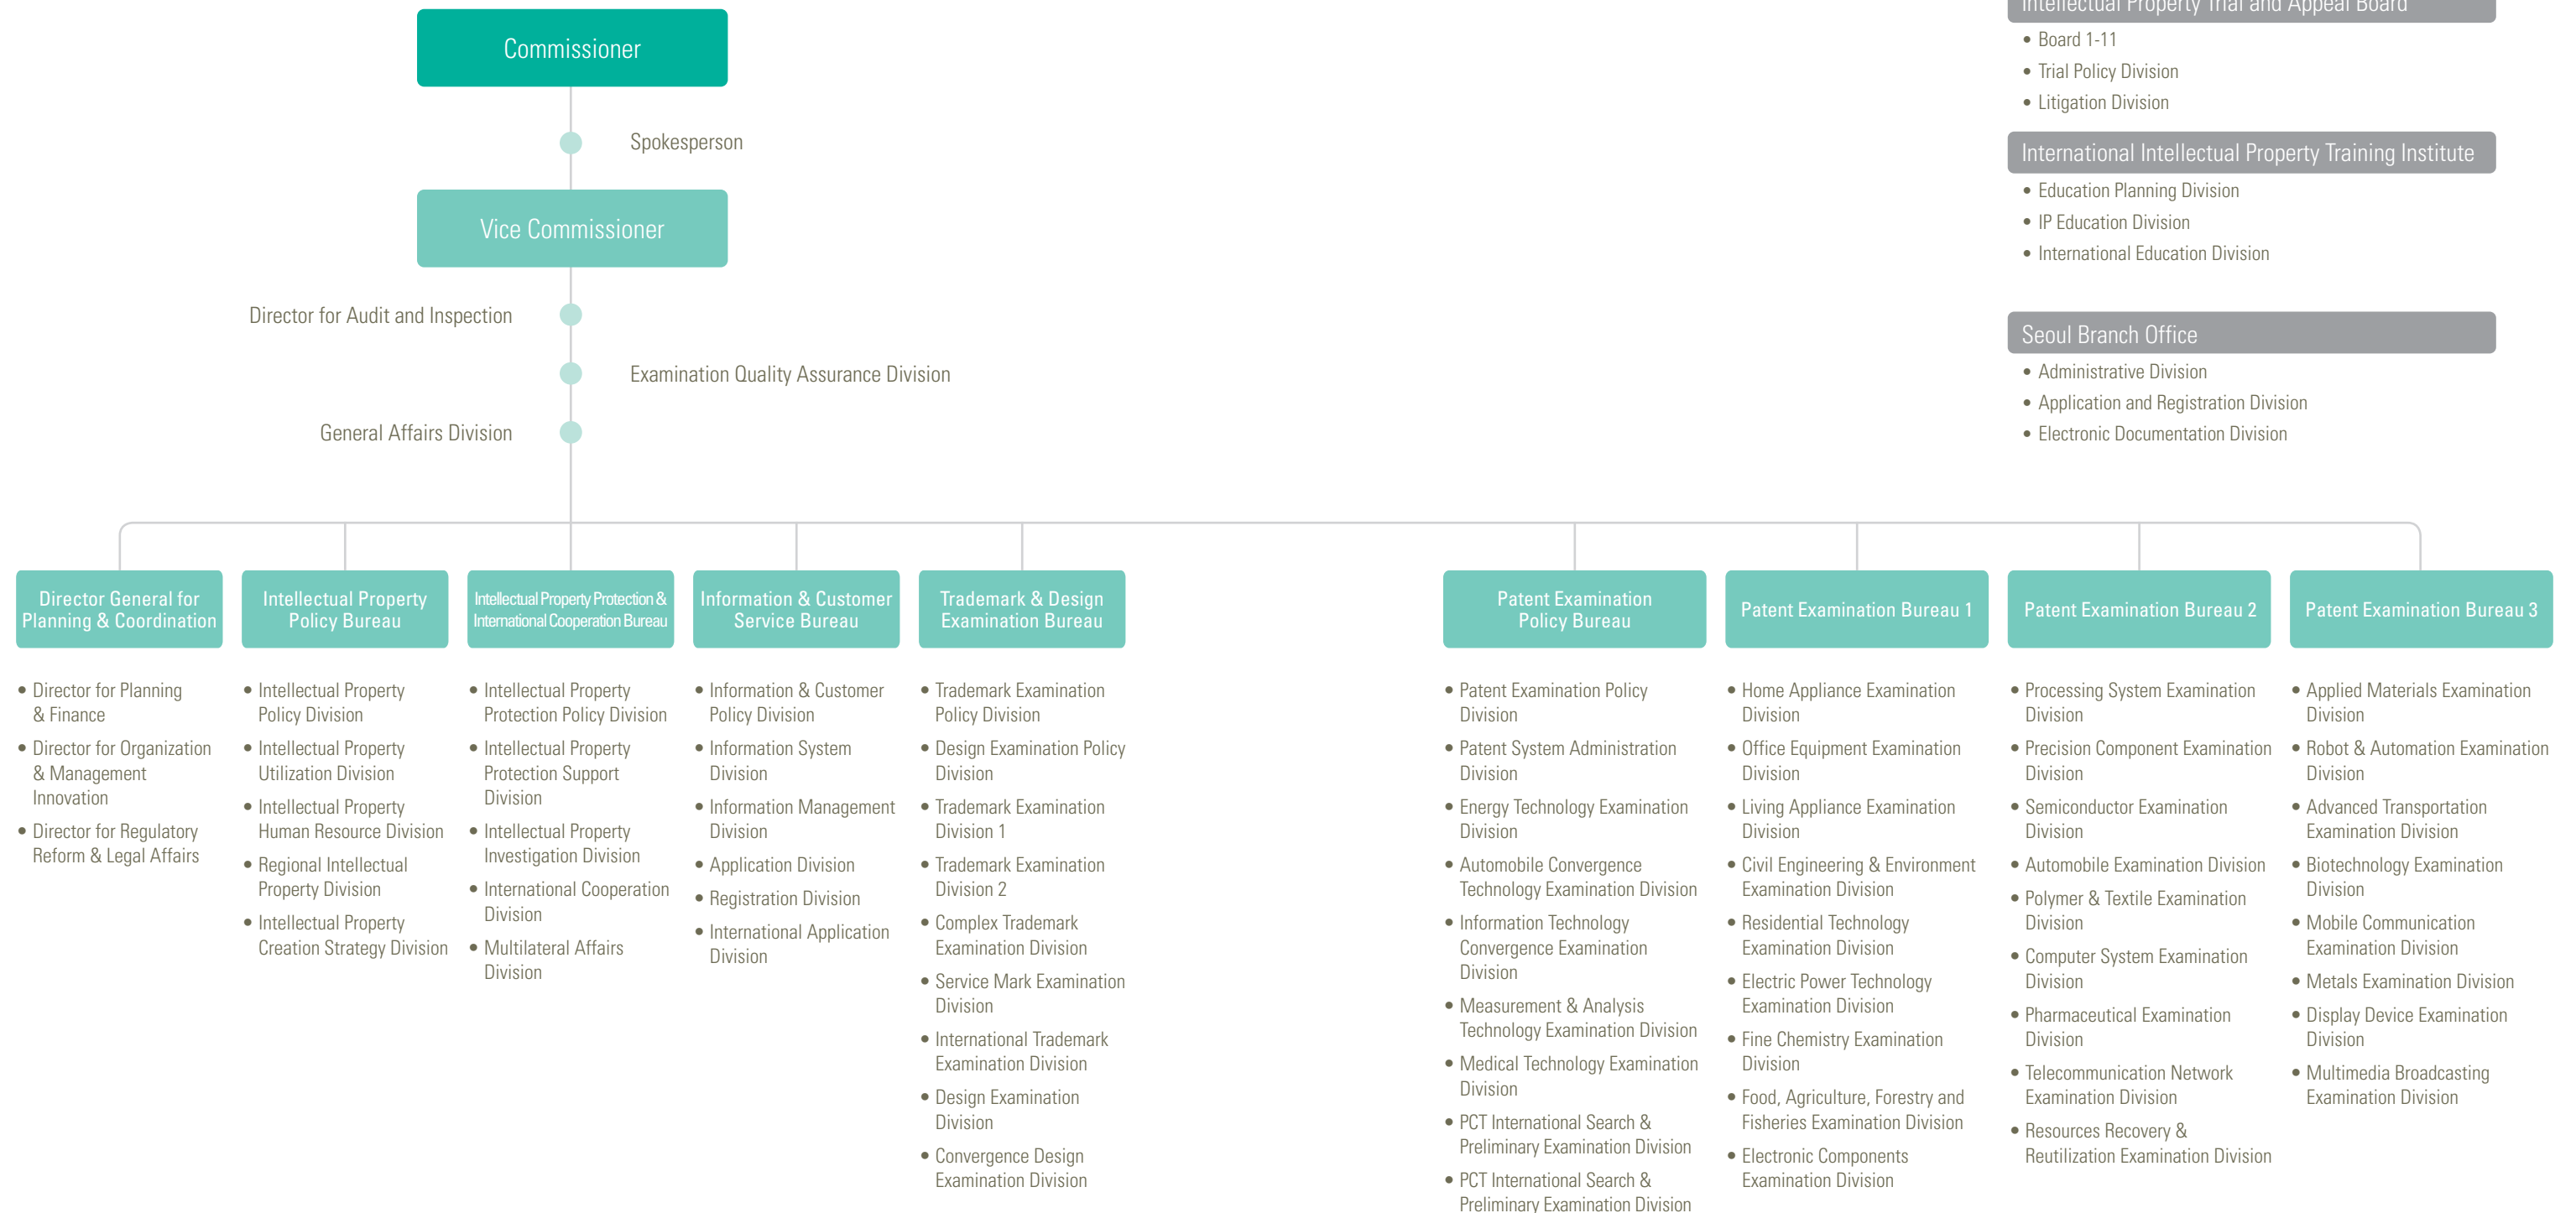 Commissioner
Spokesperson
Vice Commissioner
Director for Audit and Inspection
Examination Quality Assurance Division
General Affairs Division
Intellectual Property Trial and Appeal Board
• Board 1-11
• Trial Policy Division
• Litigation Division
International Intellectual Property Training Institute
• Education Planning Division
• IP Education Division
• International Education Division
Seoul Branch Office
• Administrative Division
• Application and Registration Division
• Electronic Documentation Division
Director General for
Planning & Coordination
• Director for Planning
& Finance
• Director for Organization
& Management
Innovation
• Director for Regulatory
Reform & Legal Affairs
Intellectual Property
Policy Bureau
• Intellectual Property
Policy Division
• Intellectual Property
Utilization Division
• Intellectual Property
Human Resource Division
• Regional Intellectual
Property Division
• Intellectual Property
Creation Strategy Division
Intellectual Property Protection &
International Cooperation Bureau
• Intellectual Property
Protection Policy Division
• Intellectual Property
Protection Support
Division
• Intellectual Property
Investigation Division
• International Cooperation
Division
• Multilateral Affairs
Division
Information & Customer
Service Bureau
• Information & Customer
Policy Division
• Information System
Division
• Information Management
Division
• Application Division
• Registration Division
• International Application
Division
Trademark & Design
Examination Bureau
• Trademark Examination
Policy Division
• Design Examination Policy
Division
• Trademark Examination
Division 1
• Trademark Examination
Division 2
• Complex Trademark
Examination Division
• Service Mark Examination
Division
• International Trademark
Examination Division
• Design Examination
Division
• Convergence Design
Examination Division
Patent Examination
Policy Bureau
• Patent Examination Policy
Division
• Patent System Administration
Division
• Energy Technology Examination
Division
• Automobile Convergence
Technology Examination Division
• Information Technology
Convergence Examination
Division
• Measurement & Analysis
Technology Examination Division
• Medical Technology Examination
Division
• PCT International Search &
Preliminary Examination Division
• PCT International Search &
Preliminary Examination Division
Patent Examination Bureau 1
• Home Appliance Examination
Division
• Office Equipment Examination
Division
• Living Appliance Examination
Division
• Civil Engineering & Environment
Examination Division
• Residential Technology
Examination Division
• Electric Power Technology
Examination Division
• Fine Chemistry Examination
Division
• Food, Agriculture, Forestry and
Fisheries Examination Division
• Electronic Components
Examination Division
Patent Examination Bureau 2
• Processing System Examination
Division
• Precision Component Examination
Division
• Semiconductor Examination
Division
• Automobile Examination Division
• Polymer & Textile Examination
Division
• Computer System Examination
Division
• Pharmaceutical Examination
Division
• Telecommunication Network
Examination Division
• Resources Recovery &
Reutilization Examination Division
Patent Examination Bureau 3
• Applied Materials Examination
Division
• Robot & Automation Examination
Division
• Advanced Transportation
Examination Division
• Biotechnology Examination
Division
• Mobile Communication
Examination Division
• Metals Examination Division
• Display Device Examination
Division
• Multimedia Broadcasting
Examination Division